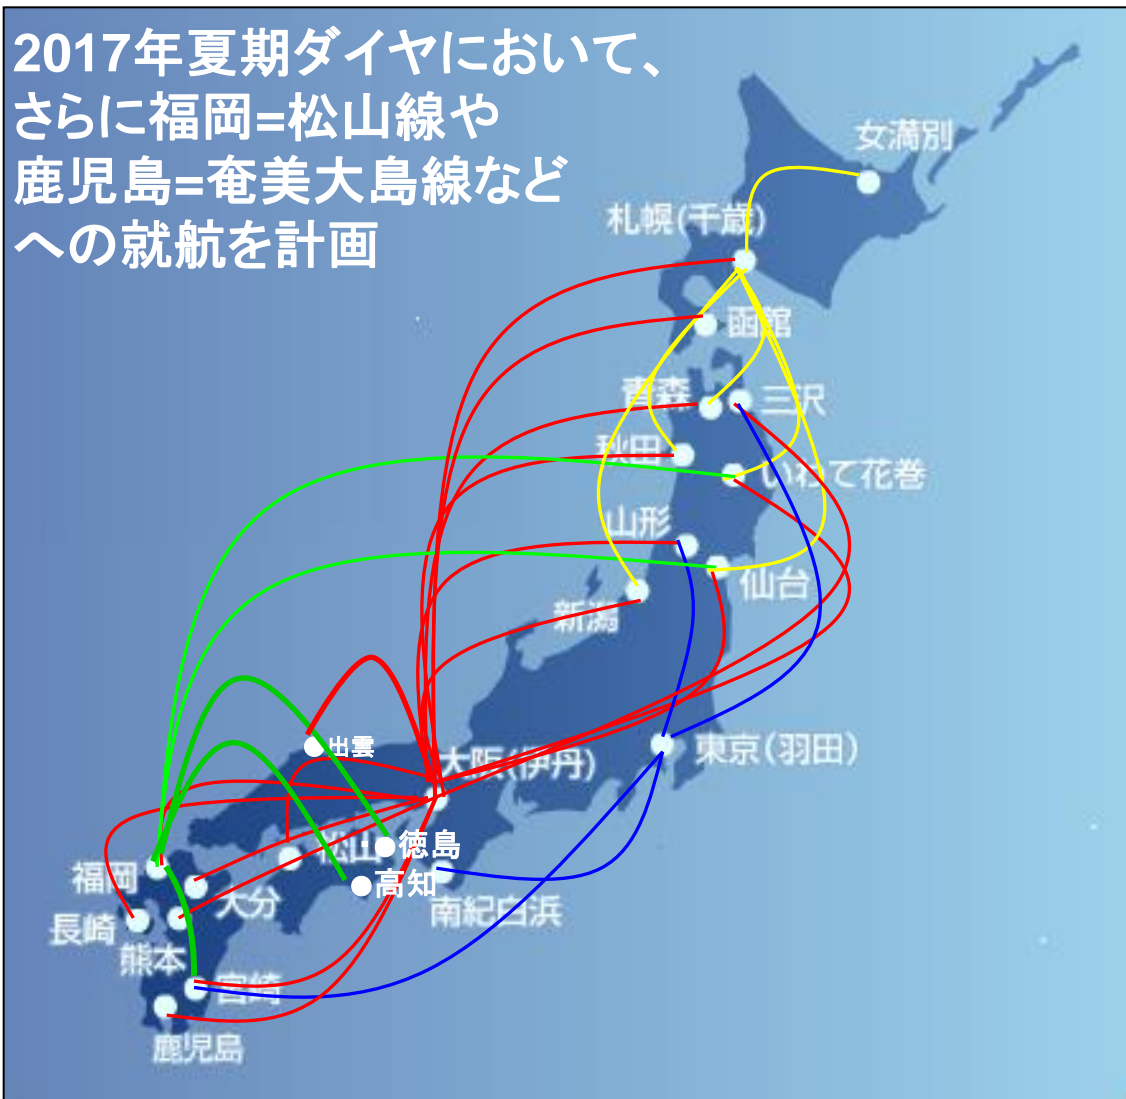 2017年夏期ダイヤにおいて、
さらに福岡=松山線や
鹿児島=奄美大島線など
への就航を計画
女満別
札幌(千歳)
函館
青森
三沢
秋田
いわて花巻
山形
仙台
新潟
出雲
大阪(伊丹)
東京(羽田)
松山
徳島
福岡
高知
大分
南紀白浜
長崎
熊本
宮崎
鹿児島